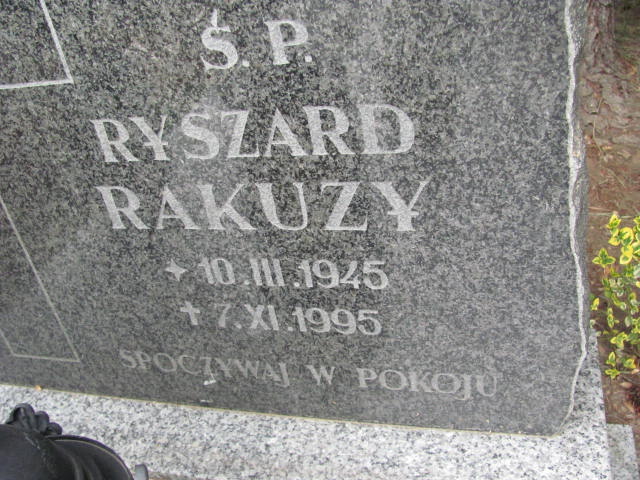 Ś.P.
RYSZARD
RAKUZY
10.III.1945
7.XI.1995
SPOCZYWAJ W POKOJU